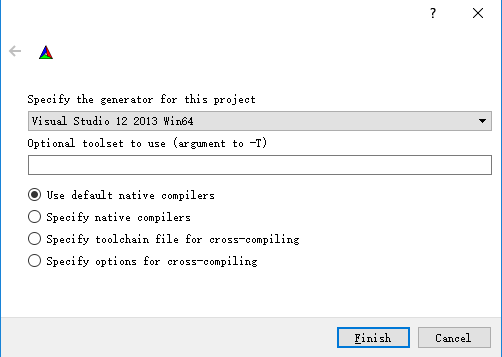 ?
Specify the generator for this project
Visual Studio 12 2013 Win64
Optional toolset to use (argument to -T)
Use default native compilers
Specify native compilers
Specify toolchain file for cross-compiling
Specify options for cross-compiling
Finish Cancel